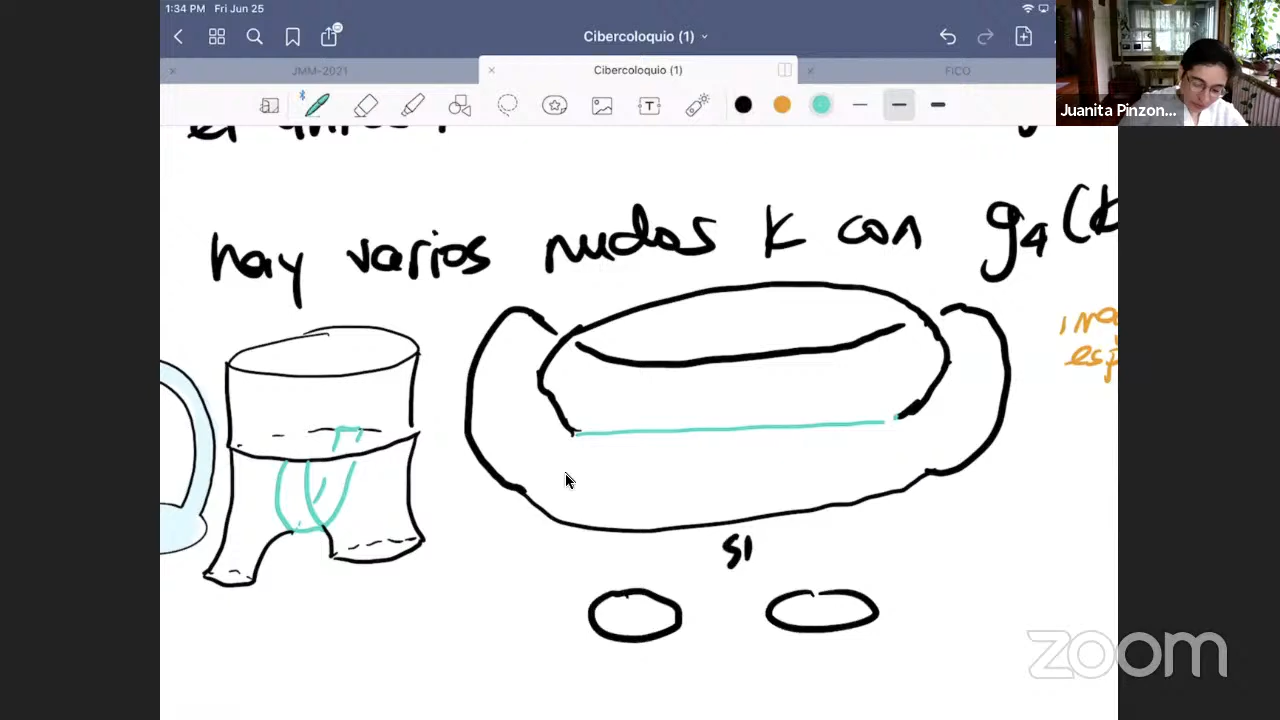 1:34 PM Fri Jun 25
Cibercoloquio (1)
JMM-2021
Cibercoloquio (1)
FICO
Juanita Pinzon...
hay varios nudos K con g4(k
SI
zoom